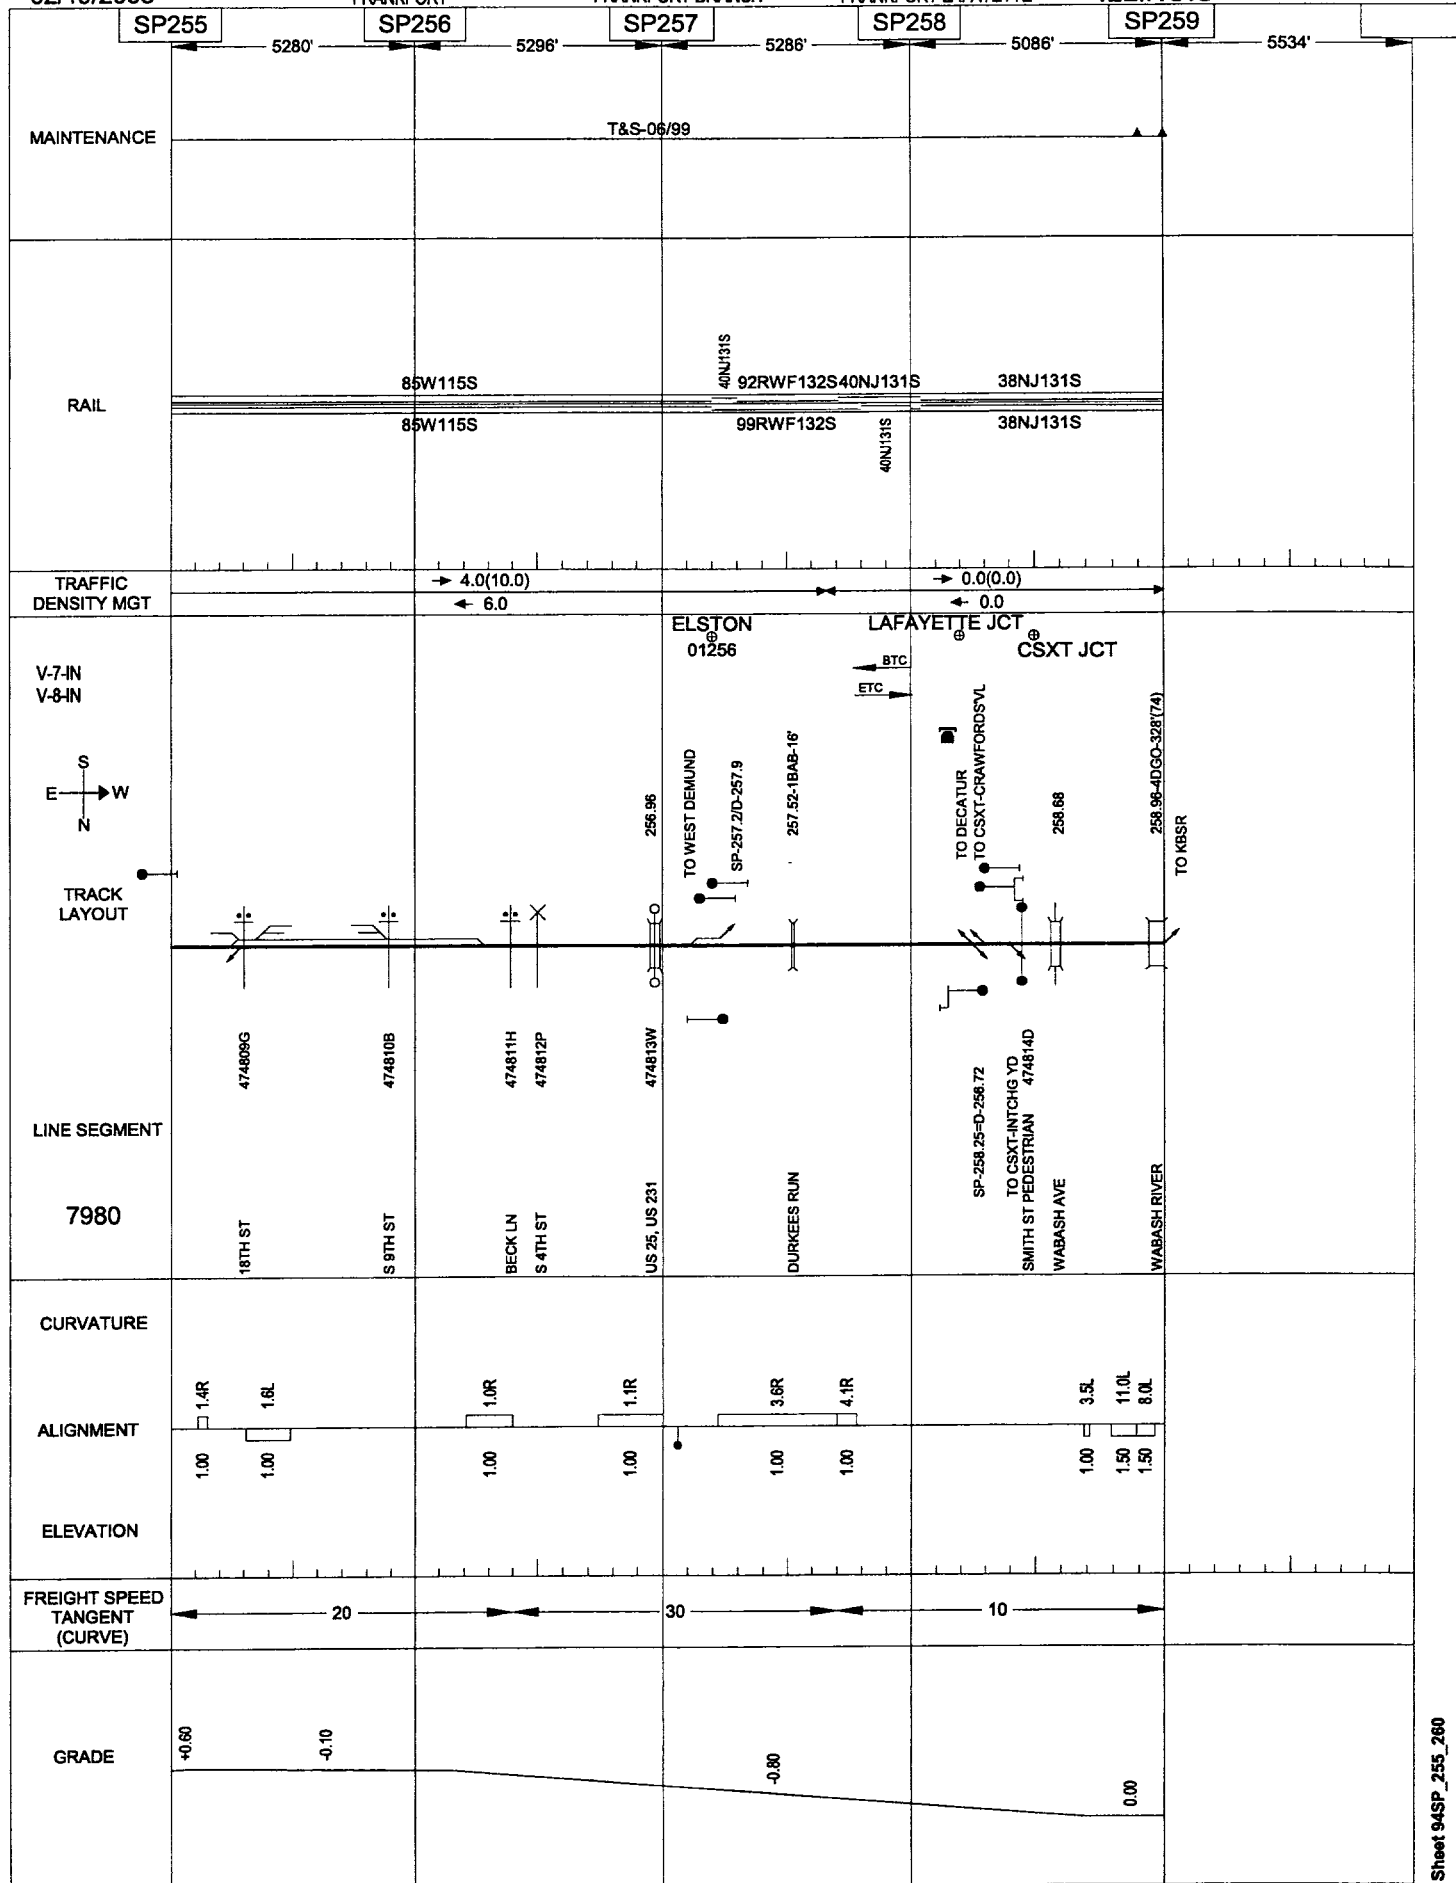 SP255 SP256 SP257 SP258 SP259
5280' 5296' 5286' 5086' 5534'
MAINTENANCE
T&S-06/99
RAIL
85W115S
40NJ131S
92RWF132S
40NJ131S
38NJ131S
85W115S
99RWF132S
40NJ131S
38NJ131S
TRAFFIC
DENSITY MGT
4.0(10.0)
6.0
0.0(0.0)
0.0
ELSTON
01256
LAFAYETTE JCT
CSXT JCT
V-7-IN
V-8-IN
BTC
ETC
S
E W
N
TRACK
LAYOUT
256.96
TO WEST DEMUND
SP-257.2/D-257.9
257.52-1BAB-16'
TO DECATUR
TO CSXT-CRAWFORDS'VL
258.68
258.96-4DGO-328'(74)
TO KBSR
474809G
474810B
474811H
474812P
474813W
SP-258.25=D-258.72
TO CSXT-INTCHG YD
474814D
LINE SEGMENT
7980
18TH ST
S 9TH ST
BECK LN
S 4TH ST
US 25, US 231
DURKEES RUN
SMITH ST PEDESTRIAN
WABASH AVE
WABASH RIVER
CURVATURE
1.4R
1.6L
1.0R
1.1R
3.6R
4.1R
3.5L
11.0L
8.0L
ALIGNMENT
1.00
1.00
1.00
1.00
1.00
1.00
1.00
1.50
1.50
ELEVATION
FREIGHT SPEED
TANGENT
(CURVE)
20
30
10
GRADE
+0.60
-0.10
-0.80
0.00
Sheet 94SP_255_260